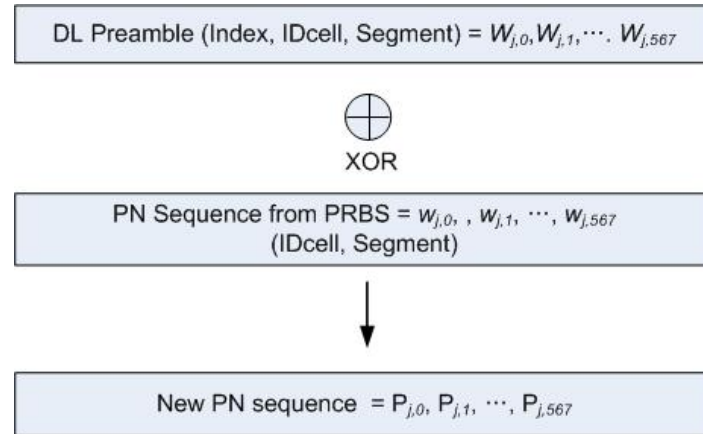 DL Preamble (Index, IDcell, Segment) = W_{j,0},W_{j,1},⋯. W_{j,567}
XOR
PN Sequence from PRBS = w_{j,0}, , w_{j,1}, ⋯, w_{j,567}
(IDcell, Segment)
New PN sequence = P_{j,0}, P_{j,1}, ⋯, P_{j,567}